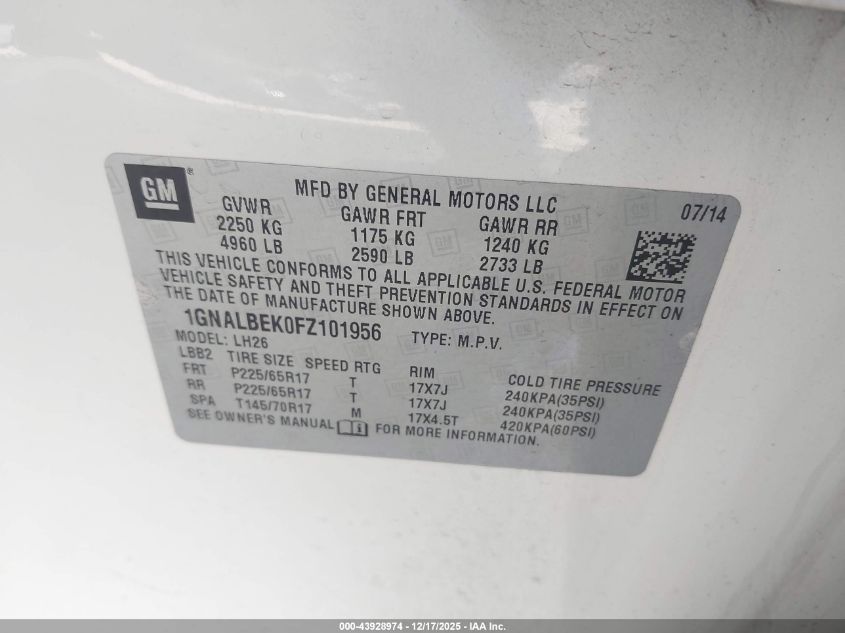 GM®
MFD BY GENERAL MOTORS LLC 07/14
GVWR GAWR FRT GAWR RR
2250 KG 1175 KG 1240 KG
4960 LB 2590 LB 2733 LB
THIS VEHICLE CONFORMS TO ALL APPLICABLE U.S. FEDERAL MOTOR
VEHICLE SAFETY AND THEFT PREVENTION STANDARDS IN EFFECT ON
THE DATE OF MANUFACTURE SHOWN ABOVE.
1GNALBEK0FZ101956 TYPE: M.P.V.
MODEL: LH26
LBB2 TIRE SIZE SPEED RTG RIM COLD TIRE PRESSURE
FRT P225/65R17 T 17X7J 240KPA(35PSI)
RR P225/65R17 T 17X7J 240KPA(35PSI)
SPA T145/70R17 M 17X4.5T 420KPA(60PSI)
SEE OWNER'S MANUAL FOR MORE INFORMATION.
000-43928974 - 12/17/2025 - IAA Inc.